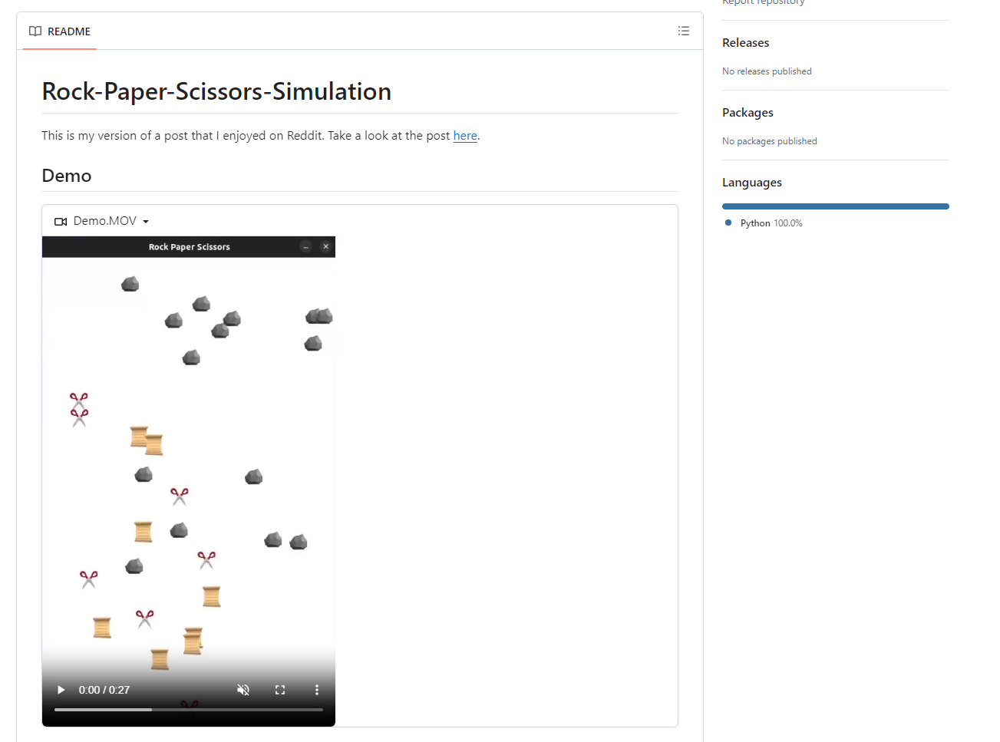 Report repository
README
Releases
No releases published
Rock-Paper-Scissors-Simulation
Packages
This is my version of a post that I enjoyed on Reddit. Take a look at the post here.
No packages published
Demo
Languages
Python 100.0%
Demo.MOV
Rock Paper Scissors
0:00 / 0:27